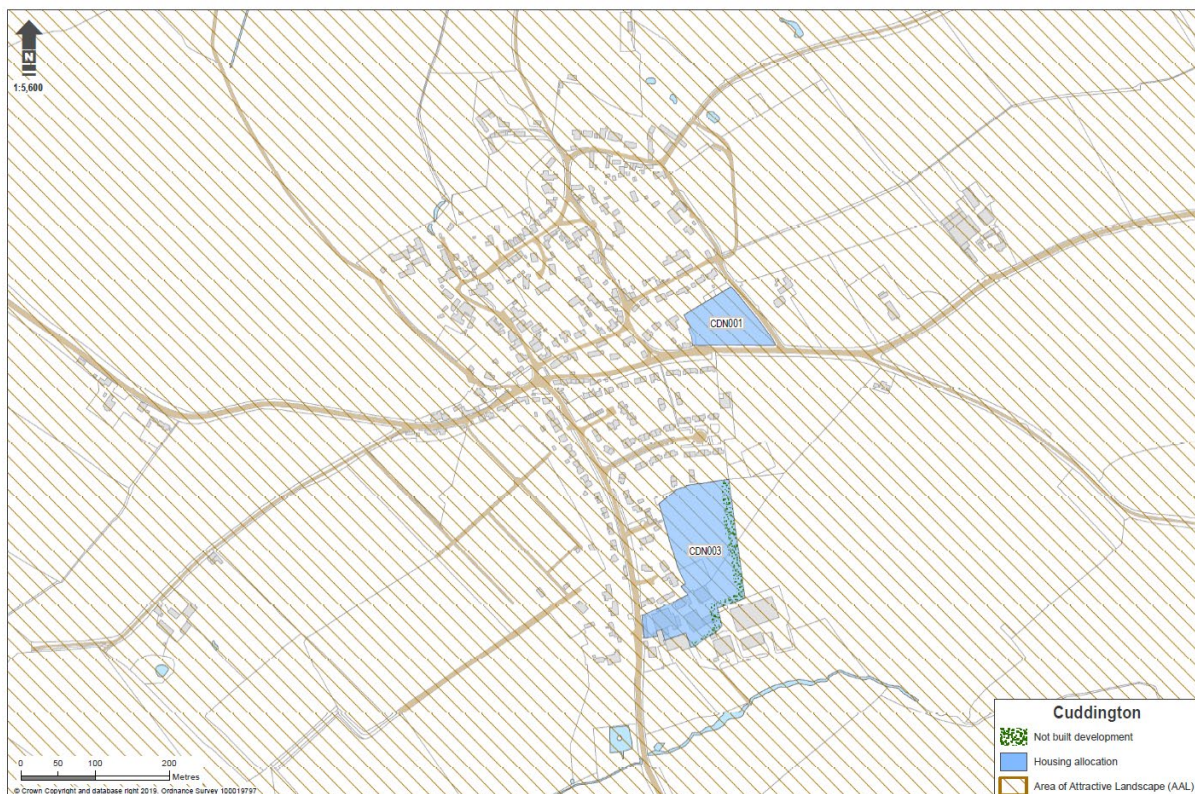 N
1:5,600
CDN001
CDN003
Cuddington
Not built development
Housing allocation
Area of Attractive Landscape (AAL)
0 50 100 200
Metres
© Crown Copyright and database right 2019. Ordnance Survey 100019797